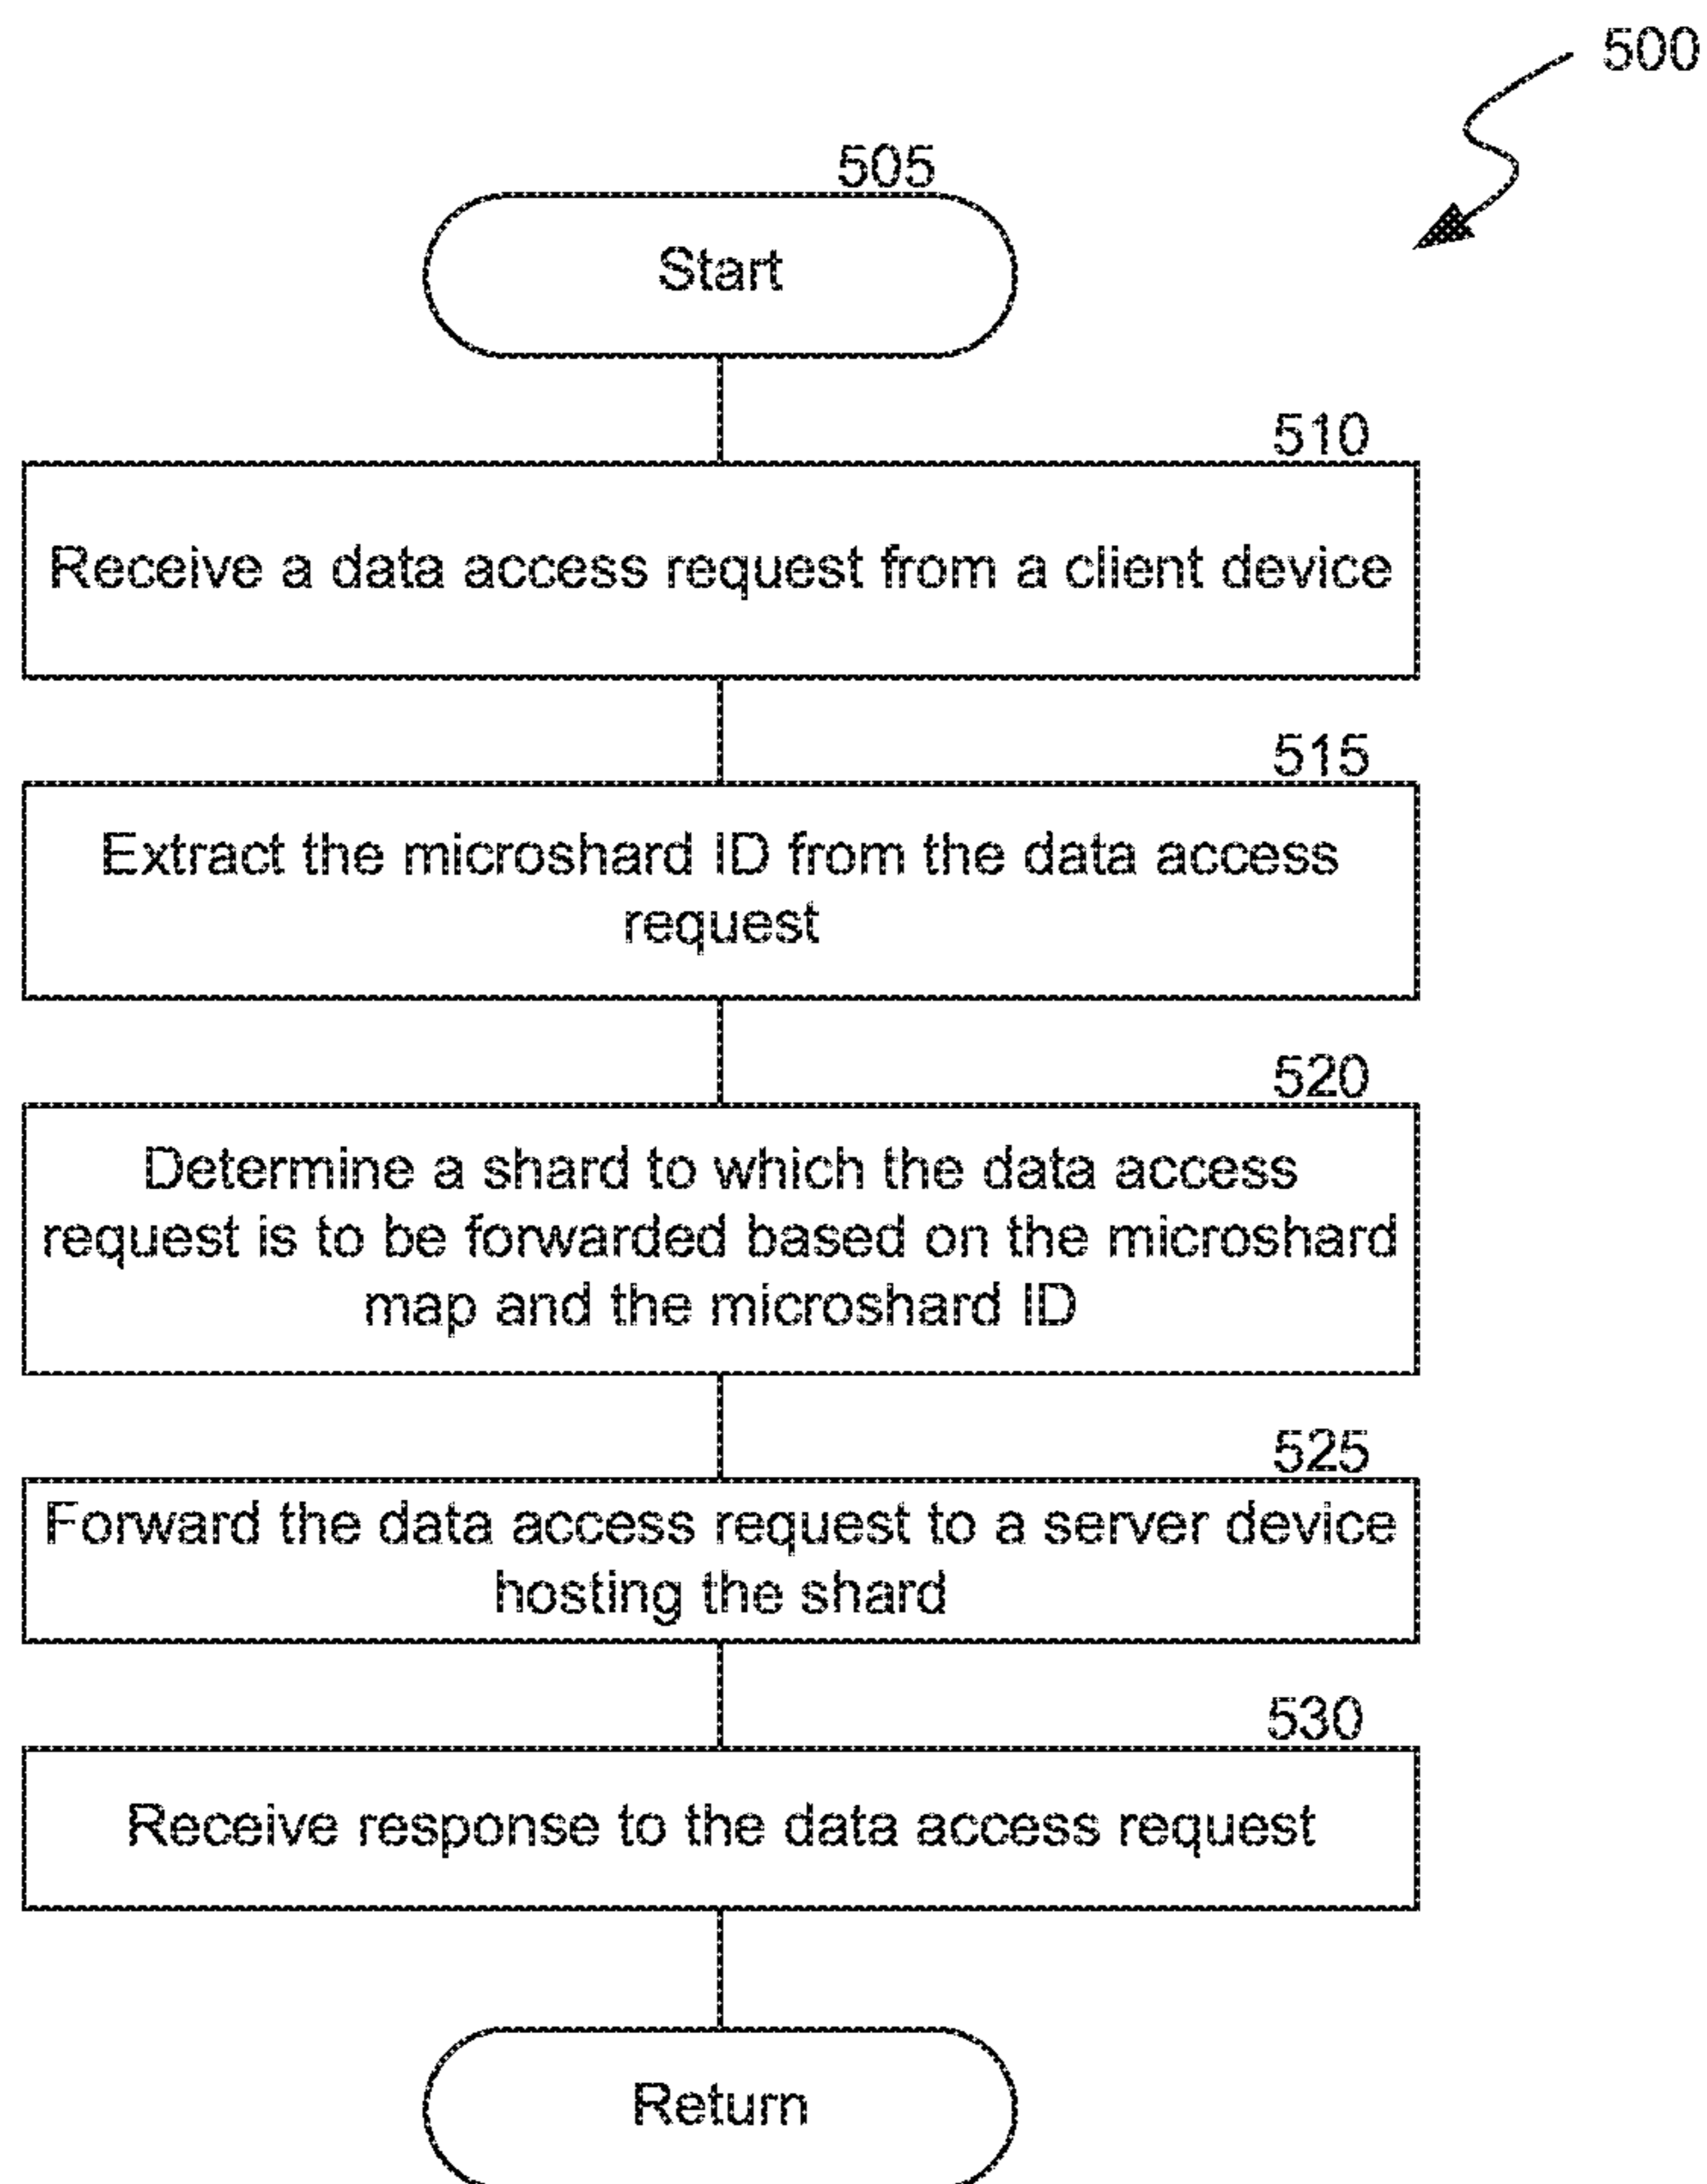 500
505
Start
510
Receive a data access request from a client device
515
Extract the microshard ID from the data access
request
520
Determine a shard to which the data access
request is to be forwarded based on the microshard
map and the microshard ID
525
Forward the data access request to a server device
hosting the shard
530
Receive response to the data access request
Return